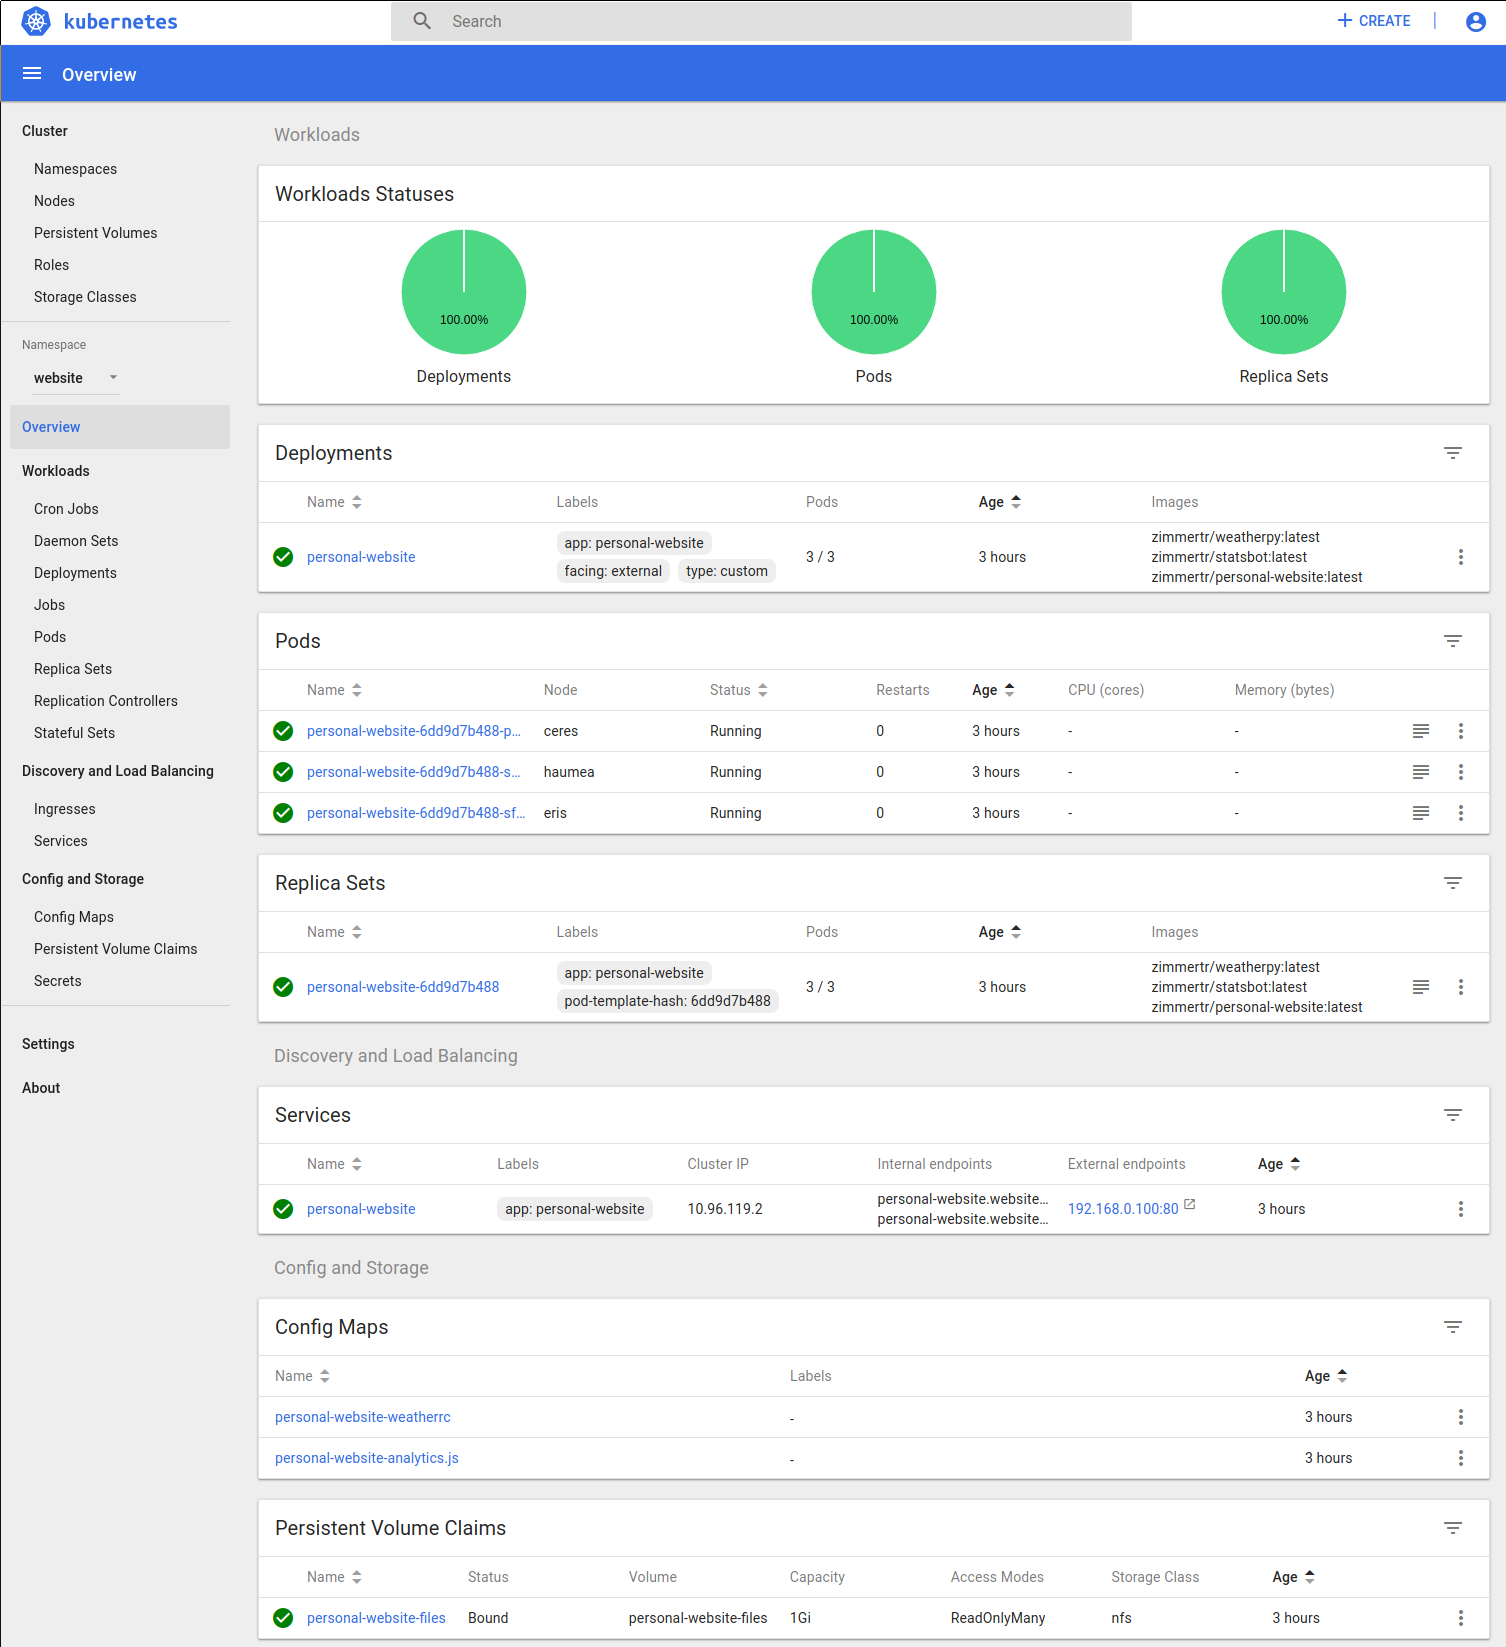 kubernetes
Search
CREATE
Overview
Cluster
Namespaces
Nodes
Persistent Volumes
Roles
Storage Classes
Namespace
website
Overview
Workloads
Cron Jobs
Daemon Sets
Deployments
Jobs
Pods
Replica Sets
Replication Controllers
Stateful Sets
Discovery and Load Balancing
Ingresses
Services
Config and Storage
Config Maps
Persistent Volume Claims
Secrets
Settings
About
Workloads
Workloads Statuses
100.00% 100.00% 100.00%
Deployments Pods Replica Sets
Deployments
Name Labels Pods Age Images
personal-website app: personal-website facing: external type: custom 3 / 3 3 hours zimmertr/weatherpy:latest
zimmertr/statsbot:latest
zimmertr/personal-website:latest
Pods
Name Node Status Restarts Age CPU (cores) Memory (bytes)
personal-website-6dd9d7b488-p... ceres Running 0 3 hours - -
personal-website-6dd9d7b488-s... haumea Running 0 3 hours - -
personal-website-6dd9d7b488-sf... eris Running 0 3 hours - -
Replica Sets
Name Labels Pods Age Images
personal-website-6dd9d7b488 app: personal-website pod-template-hash: 6dd9d7b488 3 / 3 3 hours zimmertr/weatherpy:latest
zimmertr/statsbot:latest
zimmertr/personal-website:latest
Discovery and Load Balancing
Services
Name Labels Cluster IP Internal endpoints External endpoints Age
personal-website app: personal-website 10.96.119.2 personal-website.website... personal-website.website... 192.168.0.100:80 3 hours
Config and Storage
Config Maps
Name Labels Age
personal-website-weatherrc - 3 hours
personal-website-analytics.js - 3 hours
Persistent Volume Claims
Name Status Volume Capacity Access Modes Storage Class Age
personal-website-files Bound personal-website-files 1Gi ReadOnlyMany nfs 3 hours